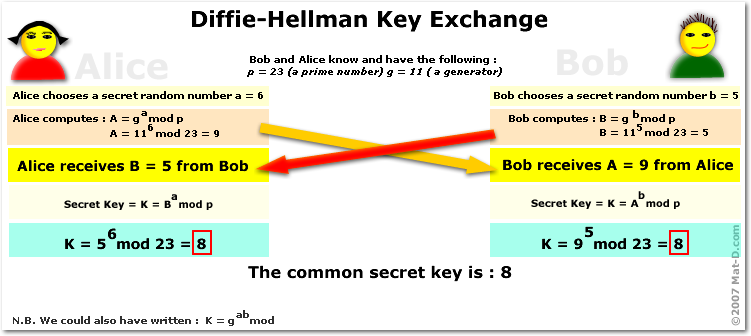 Diffie-Hellman Key Exchange
Alice
Bob
Bob and Alice know and have the following :
p = 23 (a prime number) g = 11 ( a generator)
Alice chooses a secret random number a = 6
Alice computes : A = g^a mod p
A = 11^6 mod 23 = 9
Alice receives B = 5 from Bob
Secret Key = K = B^a mod p
K = 5^6 mod 23 = 8
Bob chooses a secret random number b = 5
Bob computes : B = g^b mod p
B = 11^5 mod 23 = 5
Bob receives A = 9 from Alice
Secret Key = K = A^b mod p
K = 9^5 mod 23 = 8
The common secret key is : 8
N.B. We could also have written : K = g^ab mod
©2007 Mat-D.com